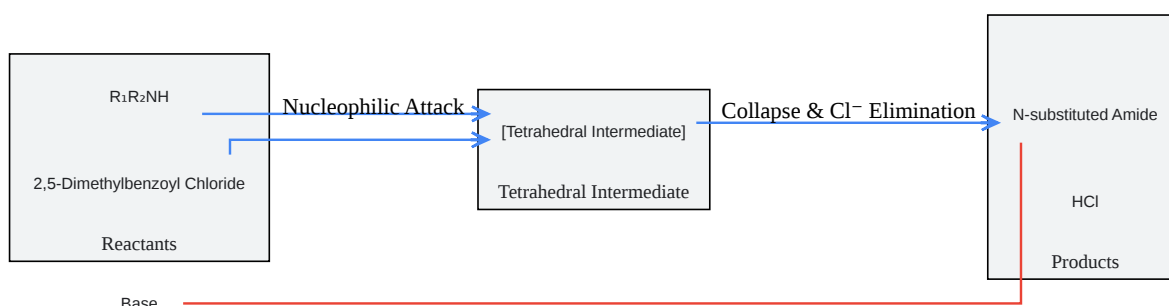 R₁R₂NH
2,5-Dimethylbenzoyl Chloride
Reactants
Nucleophilic Attack
[Tetrahedral Intermediate]
Tetrahedral Intermediate
Collapse & Cl⁻ Elimination
N-substituted Amide
HCl
Products
Base